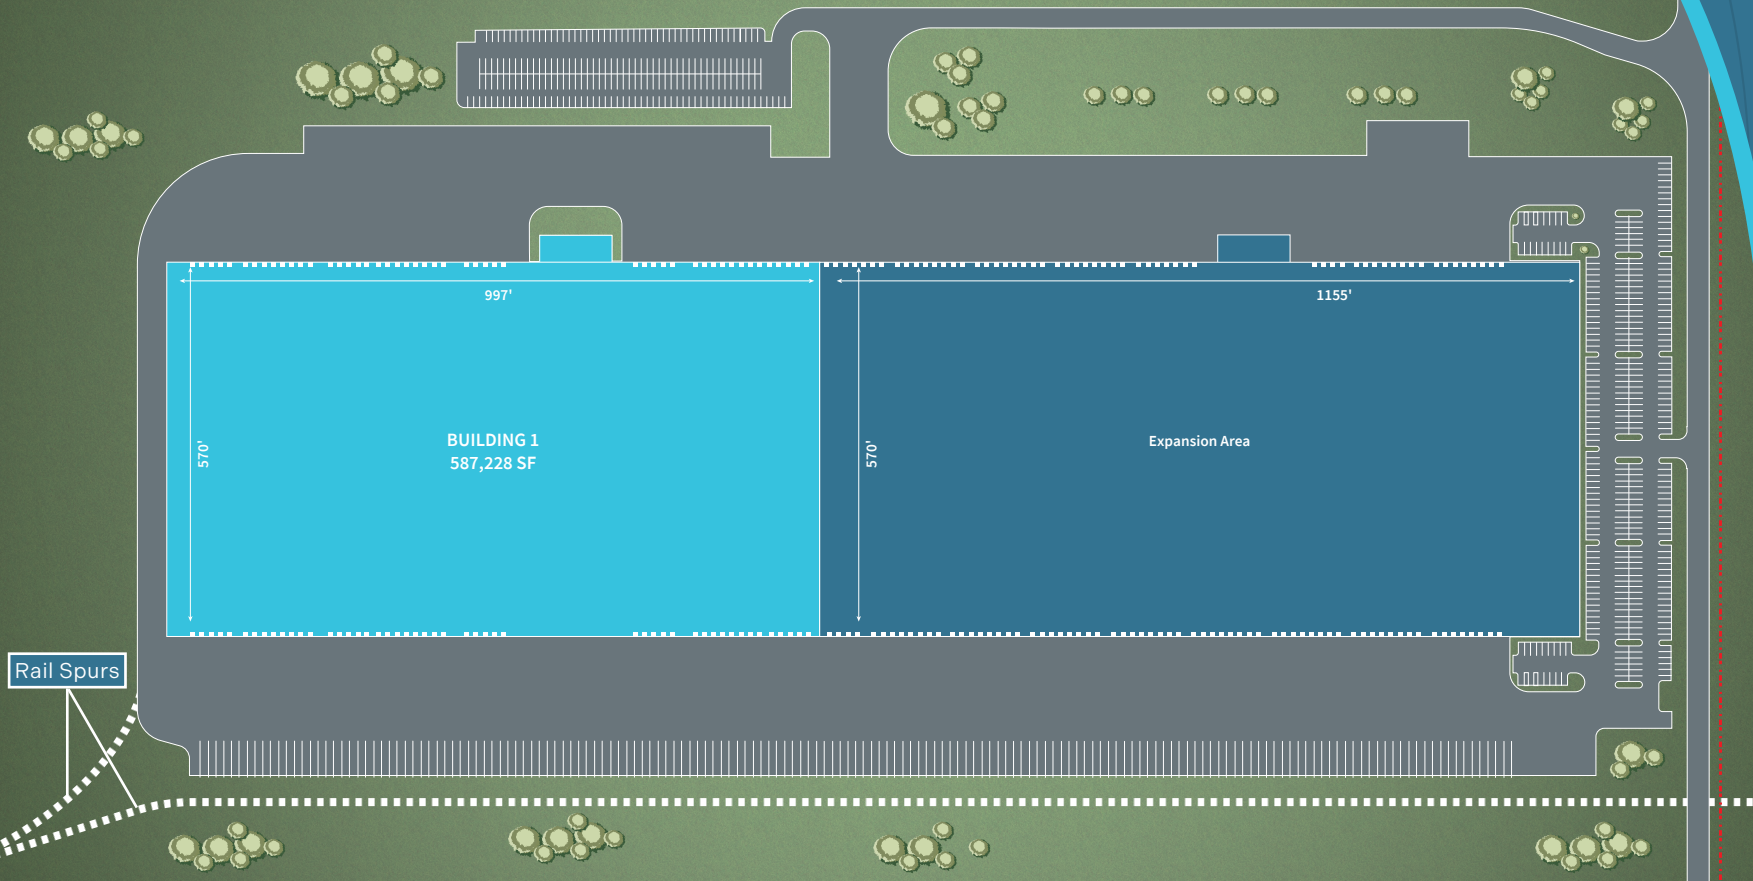 997'
1155'
BUILDING 1
587,228 SF
570'
570'
Expansion Area
Rail Spurs